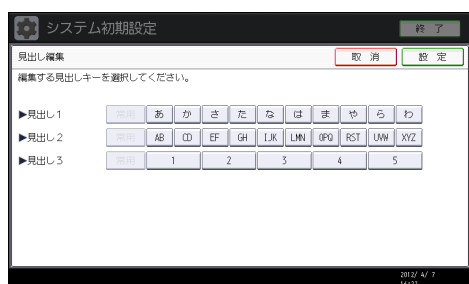 システム初期設定
終 了
見出し編集
取 消
設 定
編集する見出しキーを選択してください。
▶見出し1 常用 あ か さ た な は ま や ら わ
▶見出し2 常用 AB CD EF GH IJK LMN OPQ RST UVW XYZ
▶見出し3 常用 1 2 3 4 5
2012/ 4/ 7